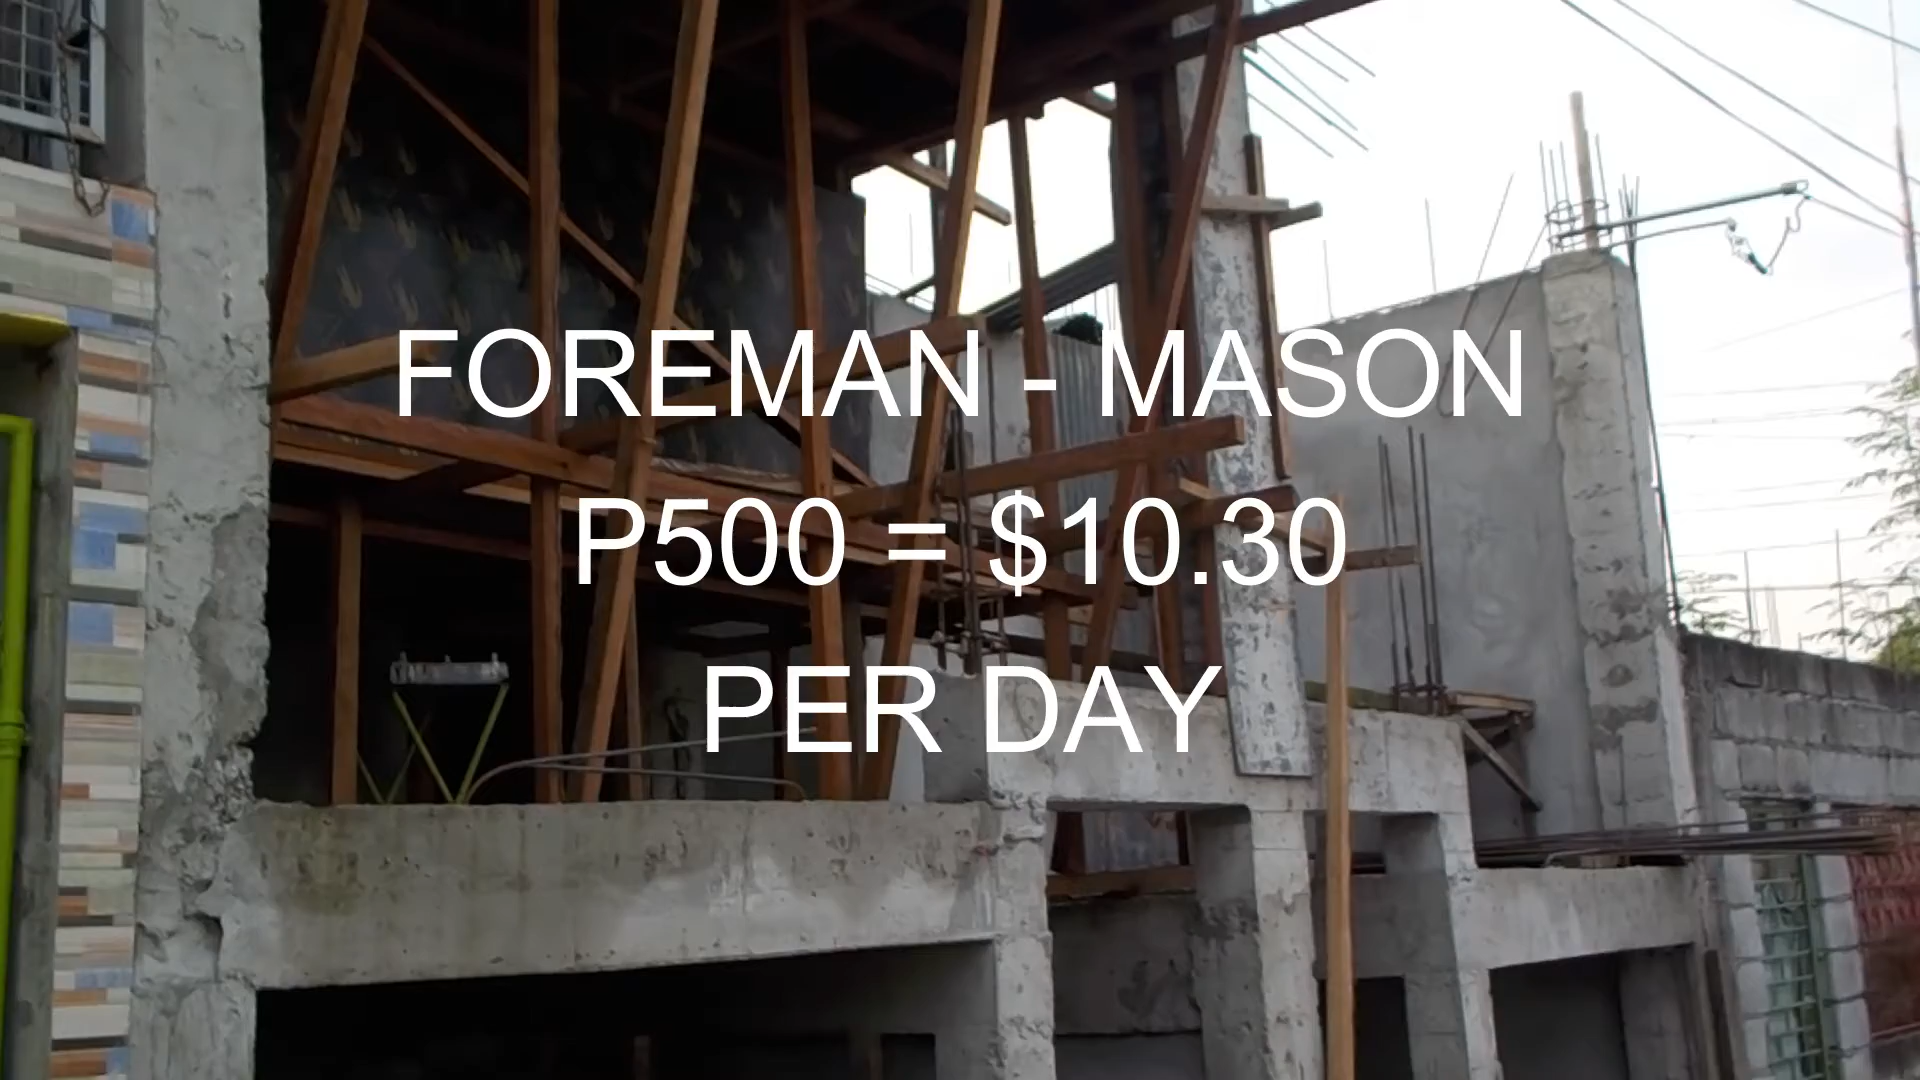 FOREMAN - MASON
P500 = $10.30
PER DAY